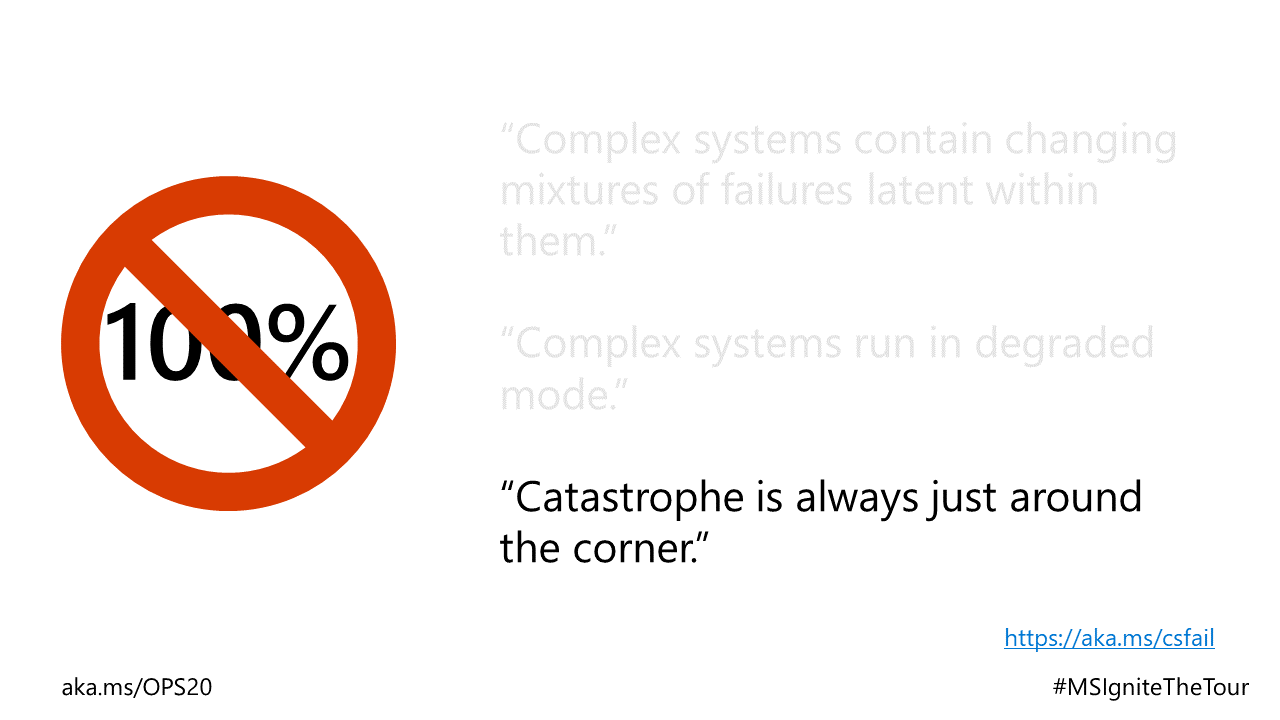 “Complex systems contain changing
mixtures of failures latent within
them.”
100%
“Complex systems run in degraded
mode.”
“Catastrophe is always just around
the corner.”
https://aka.ms/csfail
aka.ms/OPS20
#MSIgniteTheTour